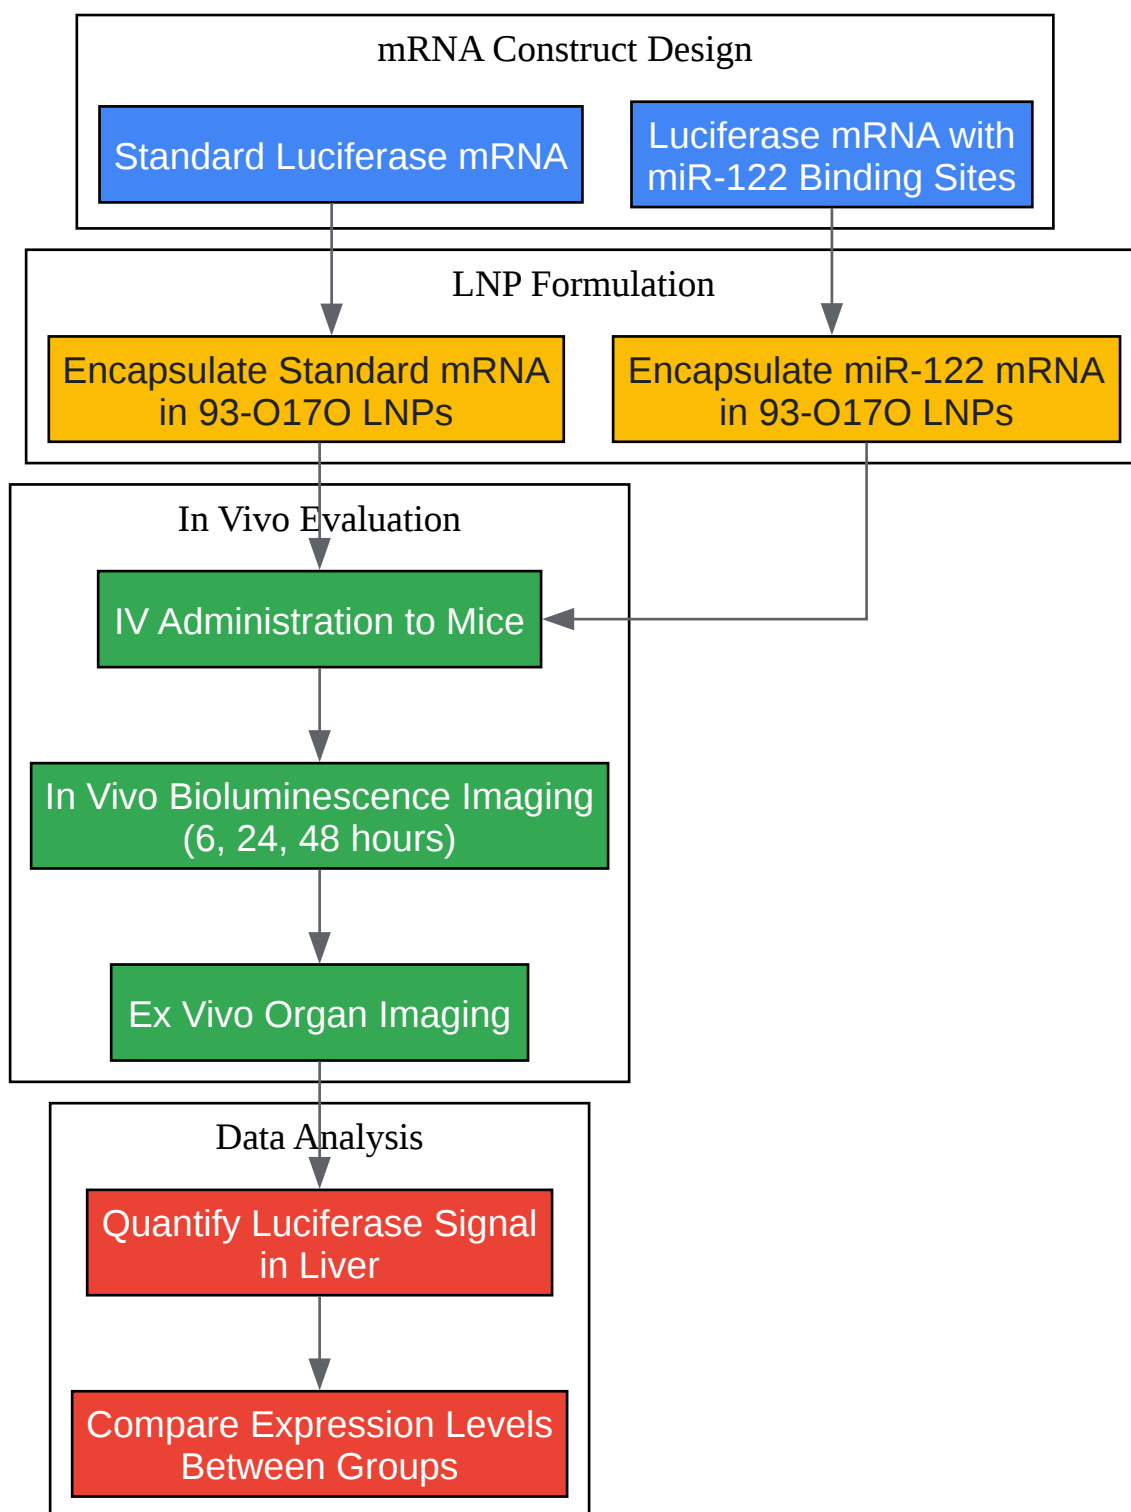 mRNA Construct Design
Standard Luciferase mRNA
Luciferase mRNA with
miR-122 Binding Sites
LNP Formulation
Encapsulate Standard mRNA
in 93-O17O LNPs
Encapsulate miR-122 mRNA
in 93-O17O LNPs
In Vivo Evaluation
IV Administration to Mice
In Vivo Bioluminescence Imaging
(6, 24, 48 hours)
Ex Vivo Organ Imaging
Data Analysis
Quantify Luciferase Signal
in Liver
Compare Expression Levels
Between Groups